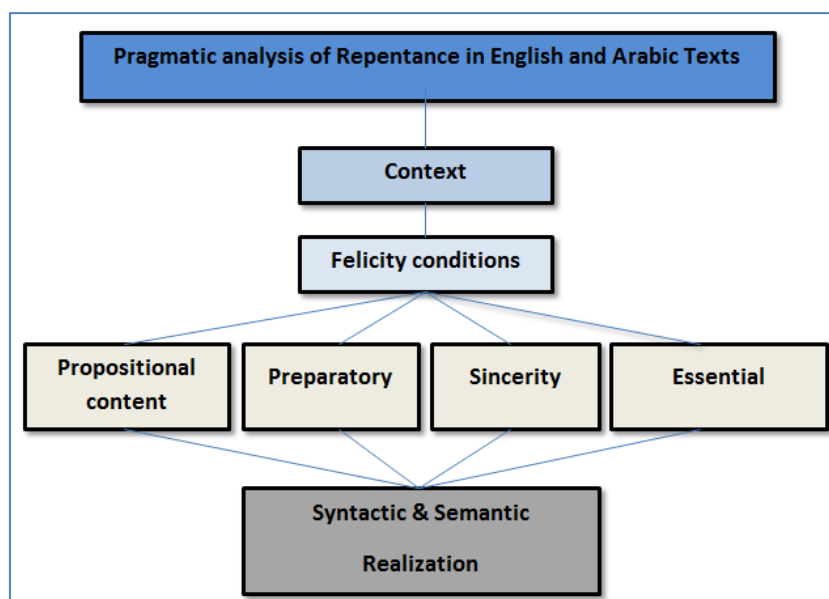 Pragmatic analysis of Repentance in English and Arabic Texts
Context
Felicity conditions
Propositional
content
Preparatory
Sincerity
Essential
Syntactic & Semantic
Realization